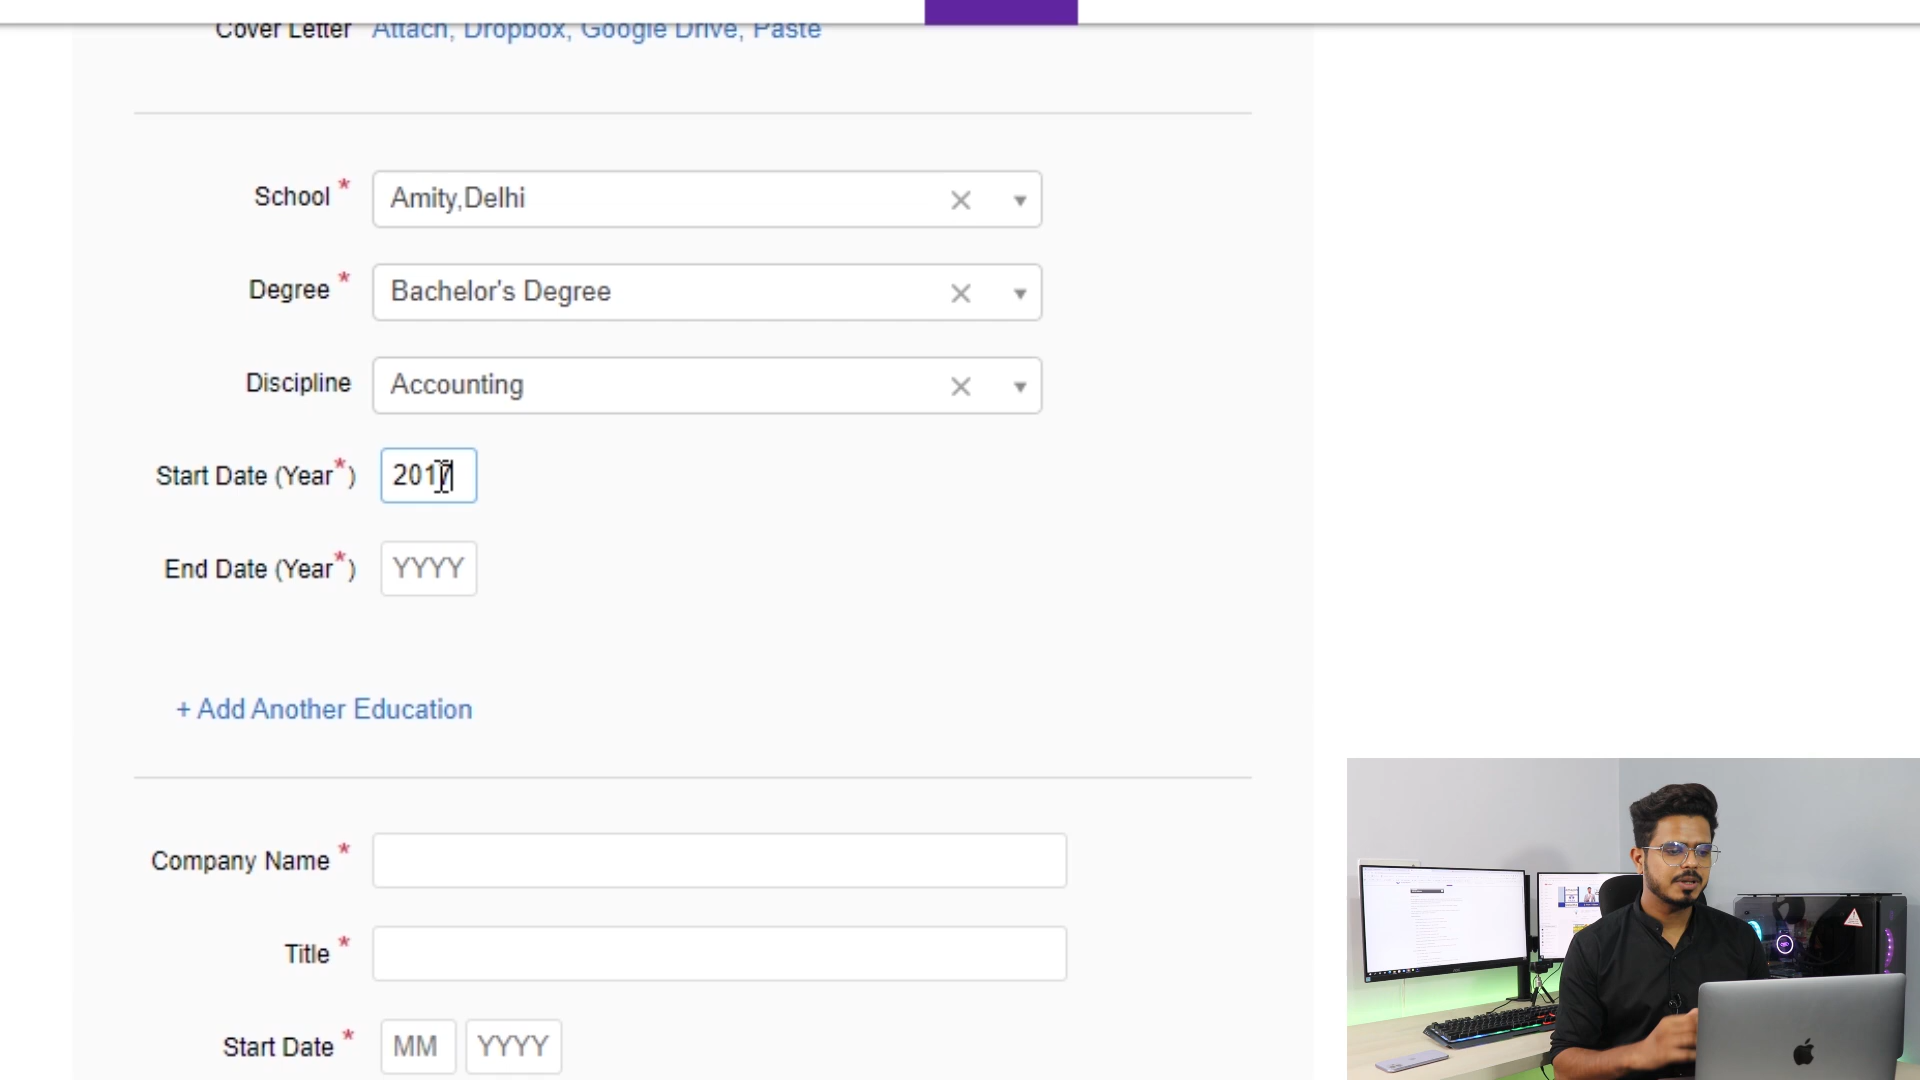 Cover Letter Attach, Dropbox, Google Drive, Paste
School * Amity,Delhi
Degree * Bachelor's Degree
Discipline Accounting
Start Date (Year*) 2017
End Date (Year*) YYYY
+ Add Another Education
Company Name *
Title *
Start Date * MM YYYY